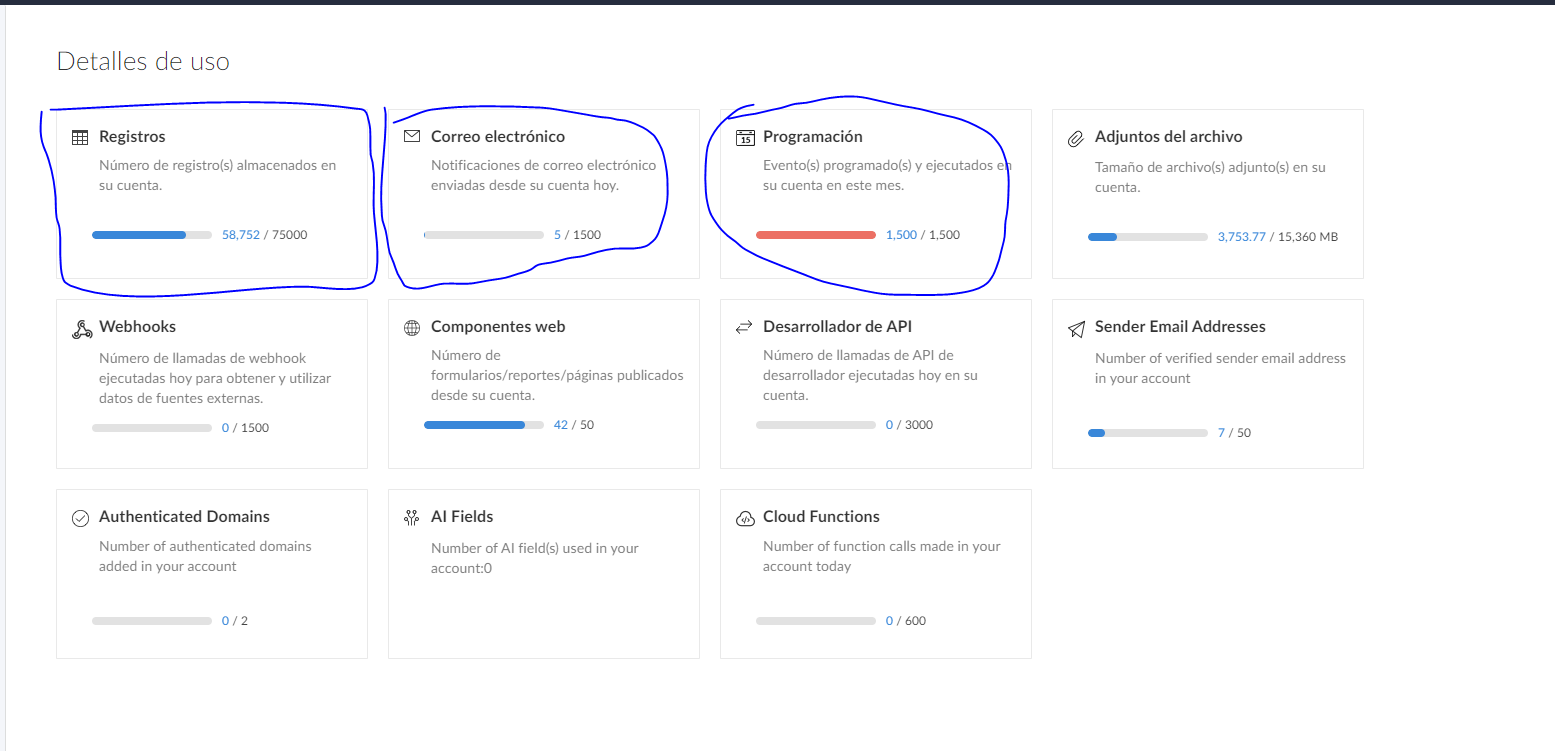 Detalles de uso
Registros
Número de registro(s) almacenados en
su cuenta.
58,752 / 75000
Correo electrónico
Notificaciones de correo electrónico
enviadas desde su cuenta hoy.
5 / 1500
15
Programación
Evento(s) programado(s) y ejecutados en
su cuenta en este mes.
1,500 / 1,500
Adjuntos del archivo
Tamaño de archivo(s) adjunto(s) en su
cuenta.
3,753.77 / 15,360 MB
Webhooks
Número de llamadas de webhook
ejecutadas hoy para obtener y utilizar
datos de fuentes externas.
0 / 1500
Componentes web
Número de
formularios/reportes/páginas publicados
desde su cuenta.
42 / 50
Desarrollador de API
Número de llamadas de API de
desarrollador ejecutadas hoy en su
cuenta.
0 / 3000
Sender Email Addresses
Number of verified sender email address
in your account
7 / 50
Authenticated Domains
Number of authenticated domains
added in your account
0 / 2
AI Fields
Number of AI field(s) used in your
account:0
Cloud Functions
Number of function calls made in your
account today
0 / 600